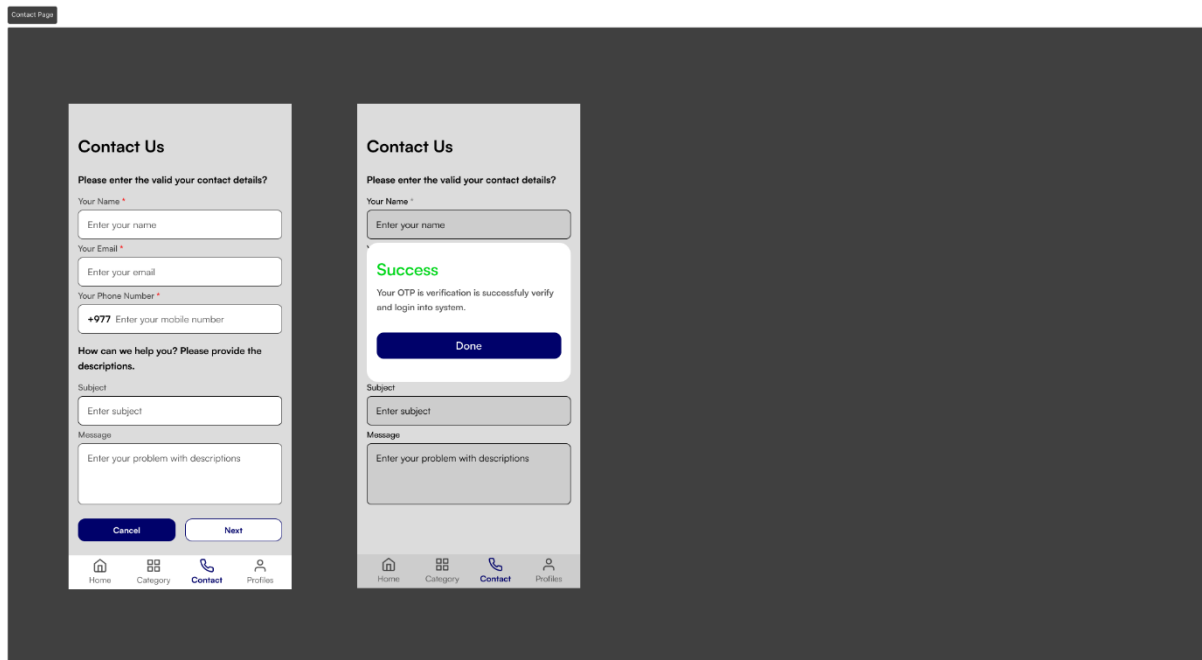 Contact Page
Contact Us
Please enter the valid your contact details?
Your Name *
Enter your name
Your Email *
Enter your email
Your Phone Number *
+977 Enter your mobile number
How can we help you? Please provide the
descriptions.
Subject
Enter subject
Message
Enter your problem with descriptions
Cancel
Next
Home
Category
Contact
Profiles
Contact Us
Please enter the valid your contact details?
Your Name *
Enter your name
Success
Your OTP is verification is successfuly verify
and login into system.
Done
Subject
Enter subject
Message
Enter your problem with descriptions
Home
Category
Contact
Profiles